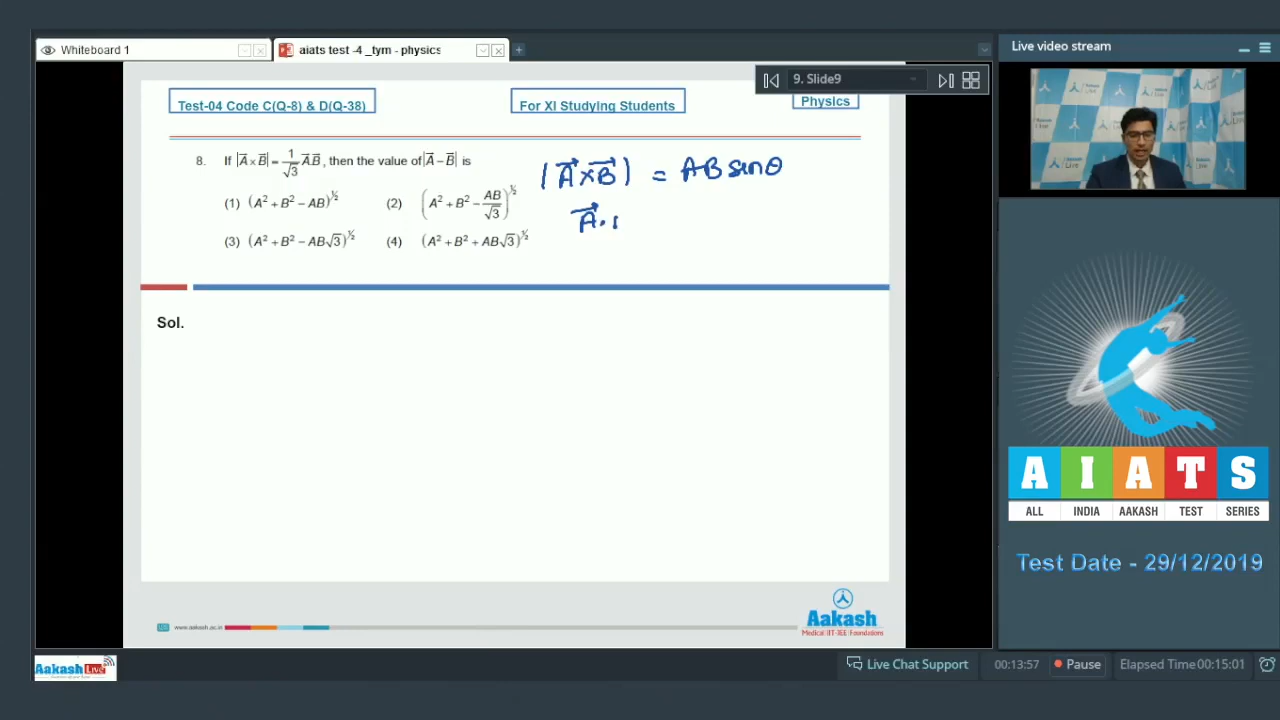 Whiteboard 1
aiats test -4 _tym - physics
Live video stream
9. Slide9
Test-04 Code C(Q-8) & D(Q-38)
For XI Studying Students
Physics
8. If |A⃗ × B⃗| = 1/√3 A⃗.B⃗, then the value of |A⃗ − B⃗| is
(1) (A² + B² − AB)^½ (2) (A² + B² − AB/√3)^½
(3) (A² + B² − AB√3)^½ (4) (A² + B² + AB√3)^½
|A⃗ × B⃗| = AB sinθ
A⃗ .
Sol.
A I A T S
ALL INDIA AAKASH TEST SERIES
Test Date - 29/12/2019
www.aakash.ac.in
Aakash
Medical|IIT-JEE|Foundations
Aakash Live
Live Chat Support
00:13:57
Pause
Elapsed Time 00:15:01